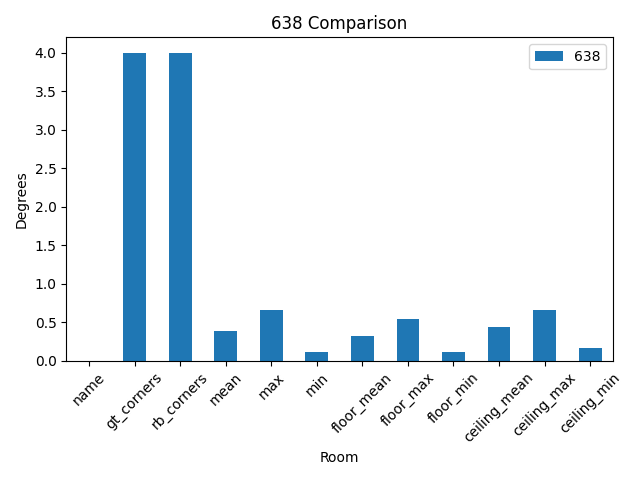 638 Comparison
638
Degrees
4.0
3.5
3.0
2.5
2.0
1.5
1.0
0.5
0.0
name
gt_corners
rb_corners
mean
max
min
floor_mean
floor_max
floor_min
ceiling_mean
ceiling_max
ceiling_min
Room